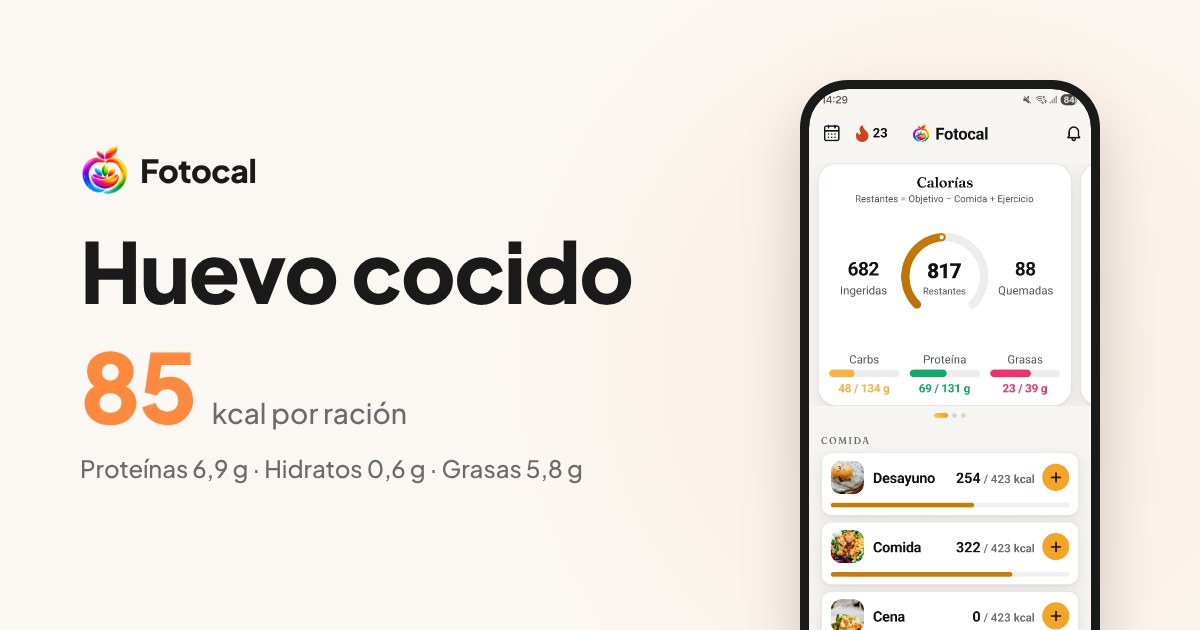 Fotocal
Huevo cocido
85 kcal por ración
Proteínas 6,9 g · Hidratos 0,6 g · Grasas 5,8 g
14:29
84
23
Fotocal
Calorías
Restantes = Objetivo − Comida + Ejercicio
682
Ingeridas
817
Restantes
88
Quemadas
Carbs
48 / 134 g
Proteína
69 / 131 g
Grasas
23 / 39 g
COMIDA
Desayuno 254 / 423 kcal +
Comida 322 / 423 kcal +
Cena 0 / 423 kcal +